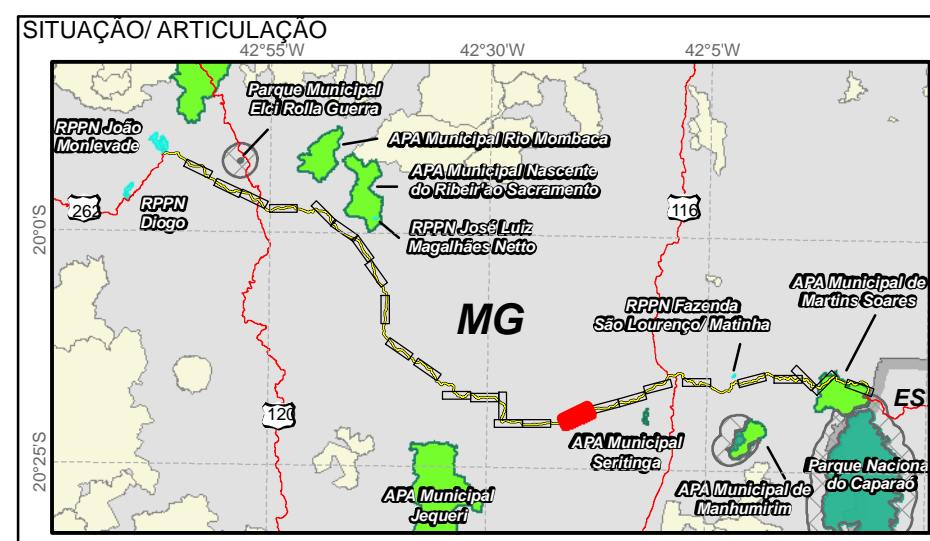 SITUAÇÃO/ ARTICULAÇÃO
42°55'W
42°30'W
42°5'W
Parque Municipal
Elci Rolla Guerra
RPPN João
Monlevade
APA Municipal Rio Mombaca
APA Municipal Nascente
do Ribeir'ao Sacramento
RPPN
Diogo
RPPN José Luiz
Magalhães Netto
262
116
20°0'S
APA Municipal de
Martins Soares
RPPN Fazenda
São Lourenço/ Matinha
MG
ES
120
APA Municipal
Seritinga
20°25'S
APA Municipal
Jequeri
APA Municipal de
Manhumirim
Parque Naciona
do Caparaó